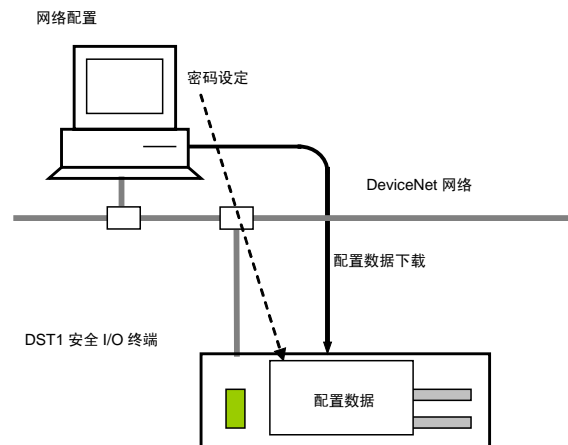 网络配置
密码设定
DeviceNet 网络
配置数据下载
DST1 安全 I/O 终端
配置数据